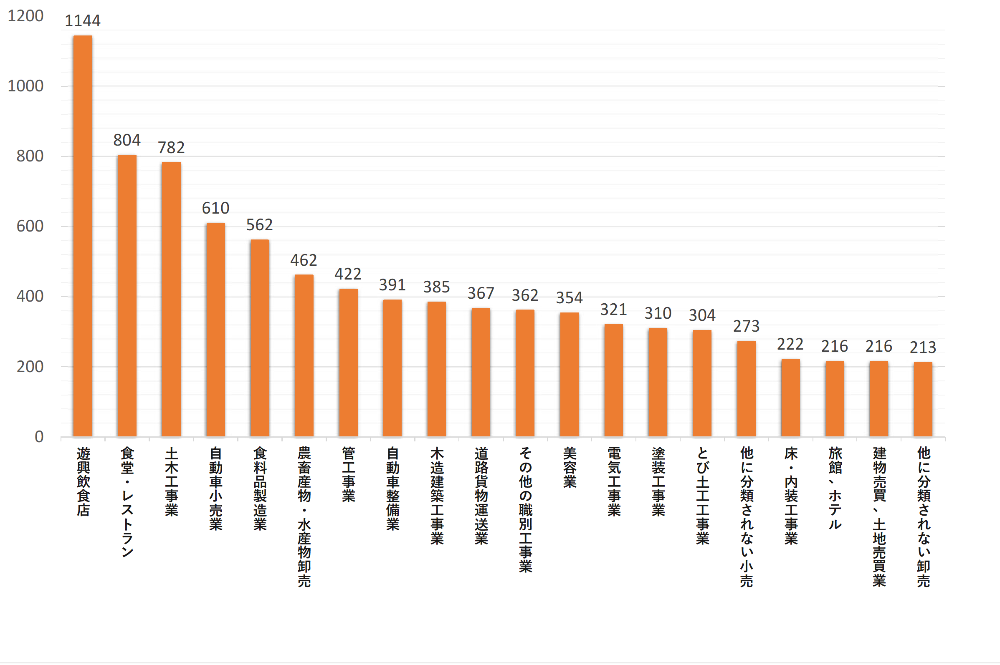 1200
1000
800
600
400
200
0
1144
804
782
610
562
462
422
391
385
367
362
354
321
310
304
273
222
216
216
213
遊興飲食店
食堂・レストラン
土木工事業
自動車小売業
食料品製造業
農畜産物・水産物卸売
管工事業
自動車整備業
木造建築工事業
道路貨物運送業
その他の職別工事業
美容業
電気工事業
塗装工事業
とび土工工事業
他に分類されない小売
床・内装工事業
旅館、ホテル
建物売買、土地売買業
他に分類されない卸売